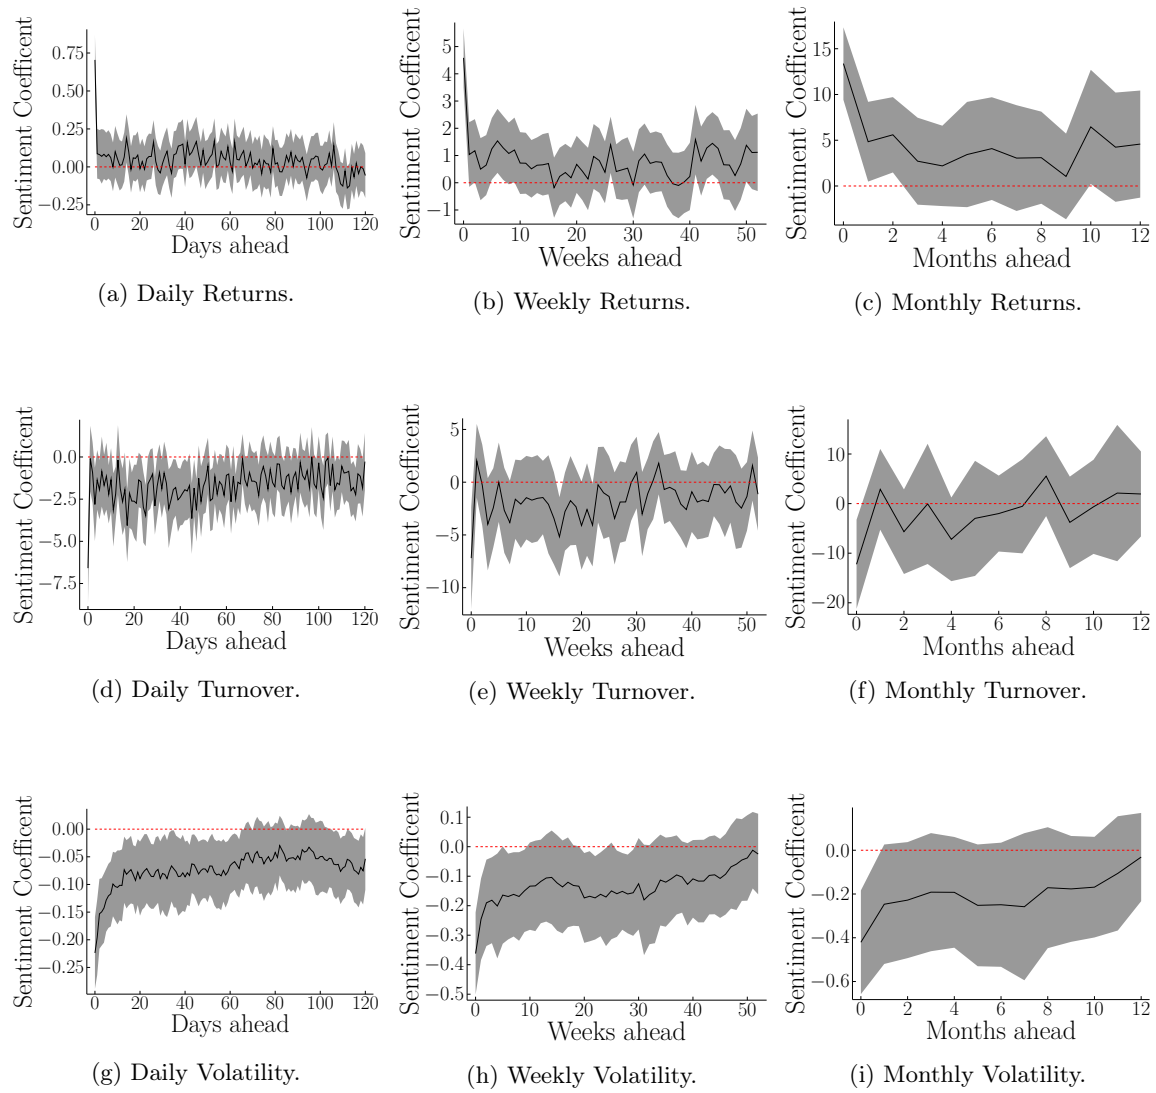 Sentiment Coefficent
0.75
0.50
0.25
0.00
−0.25
0 20 40 60 80 100 120
Days ahead
(a) Daily Returns.
Sentiment Coefficent
5
4
3
2
1
0
−1
0 10 20 30 40 50
Weeks ahead
(b) Weekly Returns.
Sentiment Coefficent
15
10
5
0
0 2 4 6 8 10 12
Months ahead
(c) Monthly Returns.
Sentiment Coefficent
0.0
−2.5
−5.0
−7.5
0 20 40 60 80 100 120
Days ahead
(d) Daily Turnover.
Sentiment Coefficent
5
0
−5
−10
0 10 20 30 40 50
Weeks ahead
(e) Weekly Turnover.
Sentiment Coefficent
10
0
−10
−20
0 2 4 6 8 10 12
Months ahead
(f) Monthly Turnover.
Sentiment Coefficent
0.00
−0.05
−0.10
−0.15
−0.20
−0.25
0 20 40 60 80 100 120
Days ahead
(g) Daily Volatility.
Sentiment Coefficent
0.1
0.0
−0.1
−0.2
−0.3
−0.4
−0.5
0 10 20 30 40 50
Weeks ahead
(h) Weekly Volatility.
Sentiment Coefficent
0.0
−0.2
−0.4
−0.6
0 2 4 6 8 10 12
Months ahead
(i) Monthly Volatility.